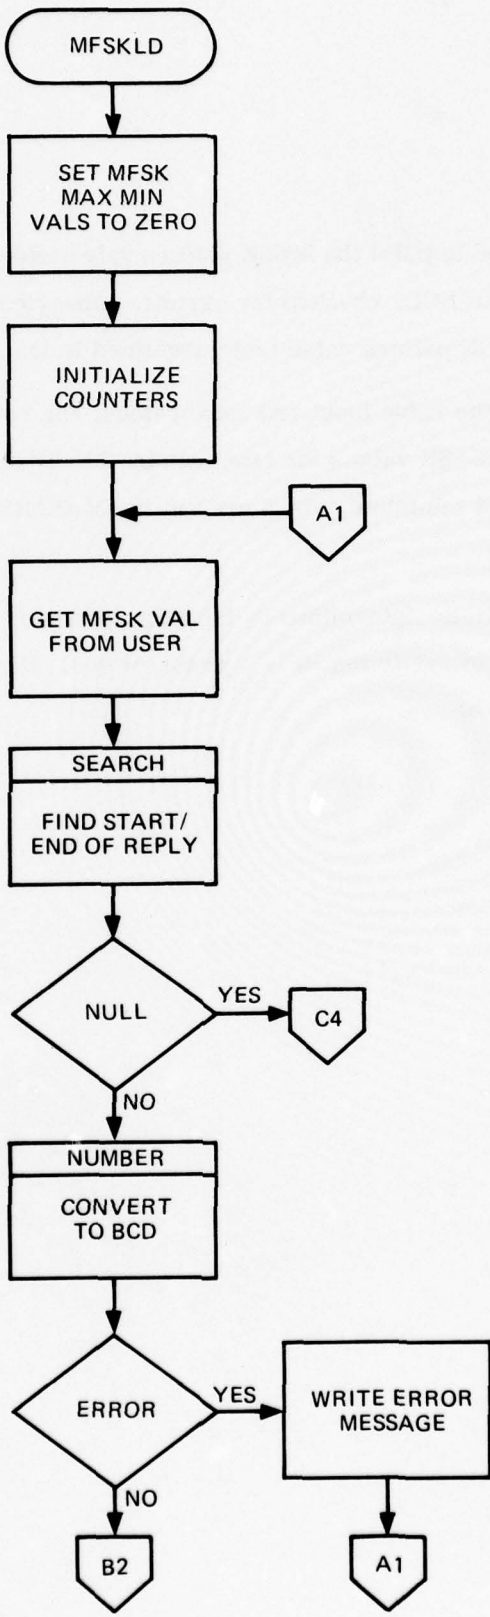 MFSKLD
SET MFSK
MAX MIN
VALS TO ZERO
INITIALIZE
COUNTERS
A1
GET MFSK VAL
FROM USER
SEARCH
FIND START/
END OF REPLY
NULL
YES
C4
NO
NUMBER
CONVERT
TO BCD
ERROR
YES
WRITE ERROR
MESSAGE
NO
B2
A1